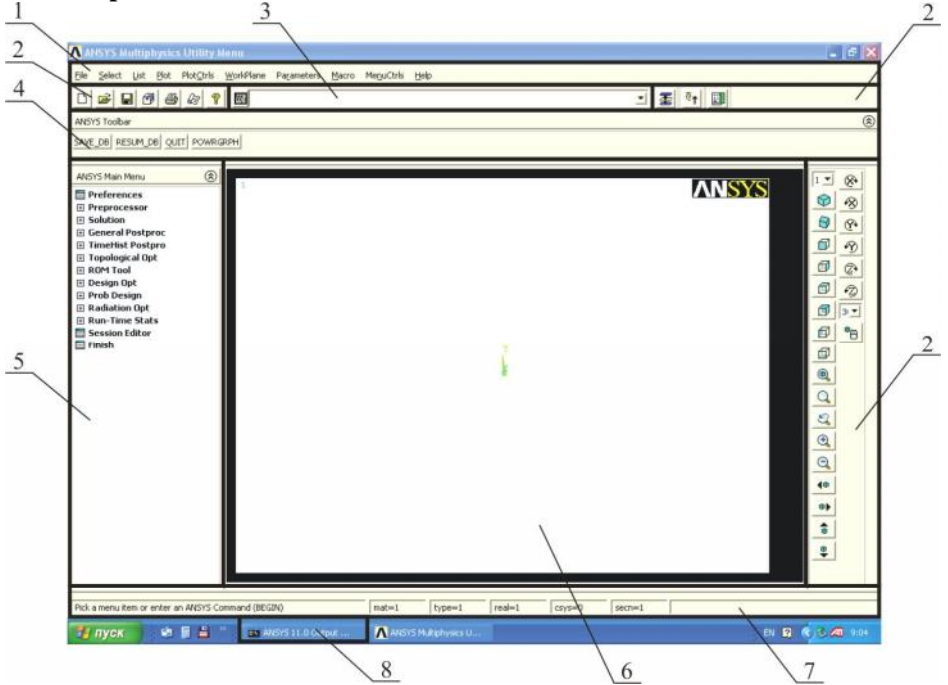 1
3
2
ANSYS Multiphysics Utility Menu
2
File Select List Plot PlotCtrls WorkPlane Parameters Macro MenuCtrls Help
4
ANSYS Toolbar
SAVE_DB RESUM_DB QUIT POWRGRPH
ANSYS Main Menu
1
ANSYS
1
Preferences
Preprocessor
Solution
General Postproc
TimeHist Postpro
Topological Opt
ROM Tool
Design Opt
Prob Design
Radiation Opt
Run-Time Stats
Session Editor
Finish
3
2
5
Pick a menu item or enter an ANSYS Command (BEGIN)
mat=1
type=1
real=1
csys=0
secn=1
пуск
ANSYS 11.0 Output ...
ANSYS Multiphysics U...
EN
9:04
8
6
7